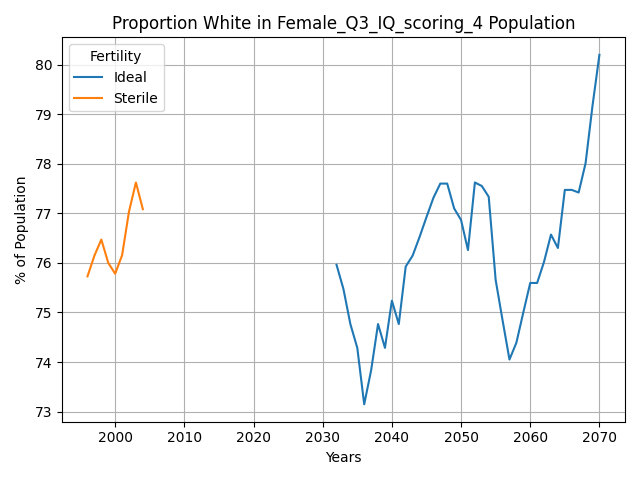 Proportion White in Female_Q3_IQ_scoring_4 Population
Fertility
Ideal
Sterile
80
79
78
77
76
75
74
73
% of Population
2000
2010
2020
2030
2040
2050
2060
2070
Years